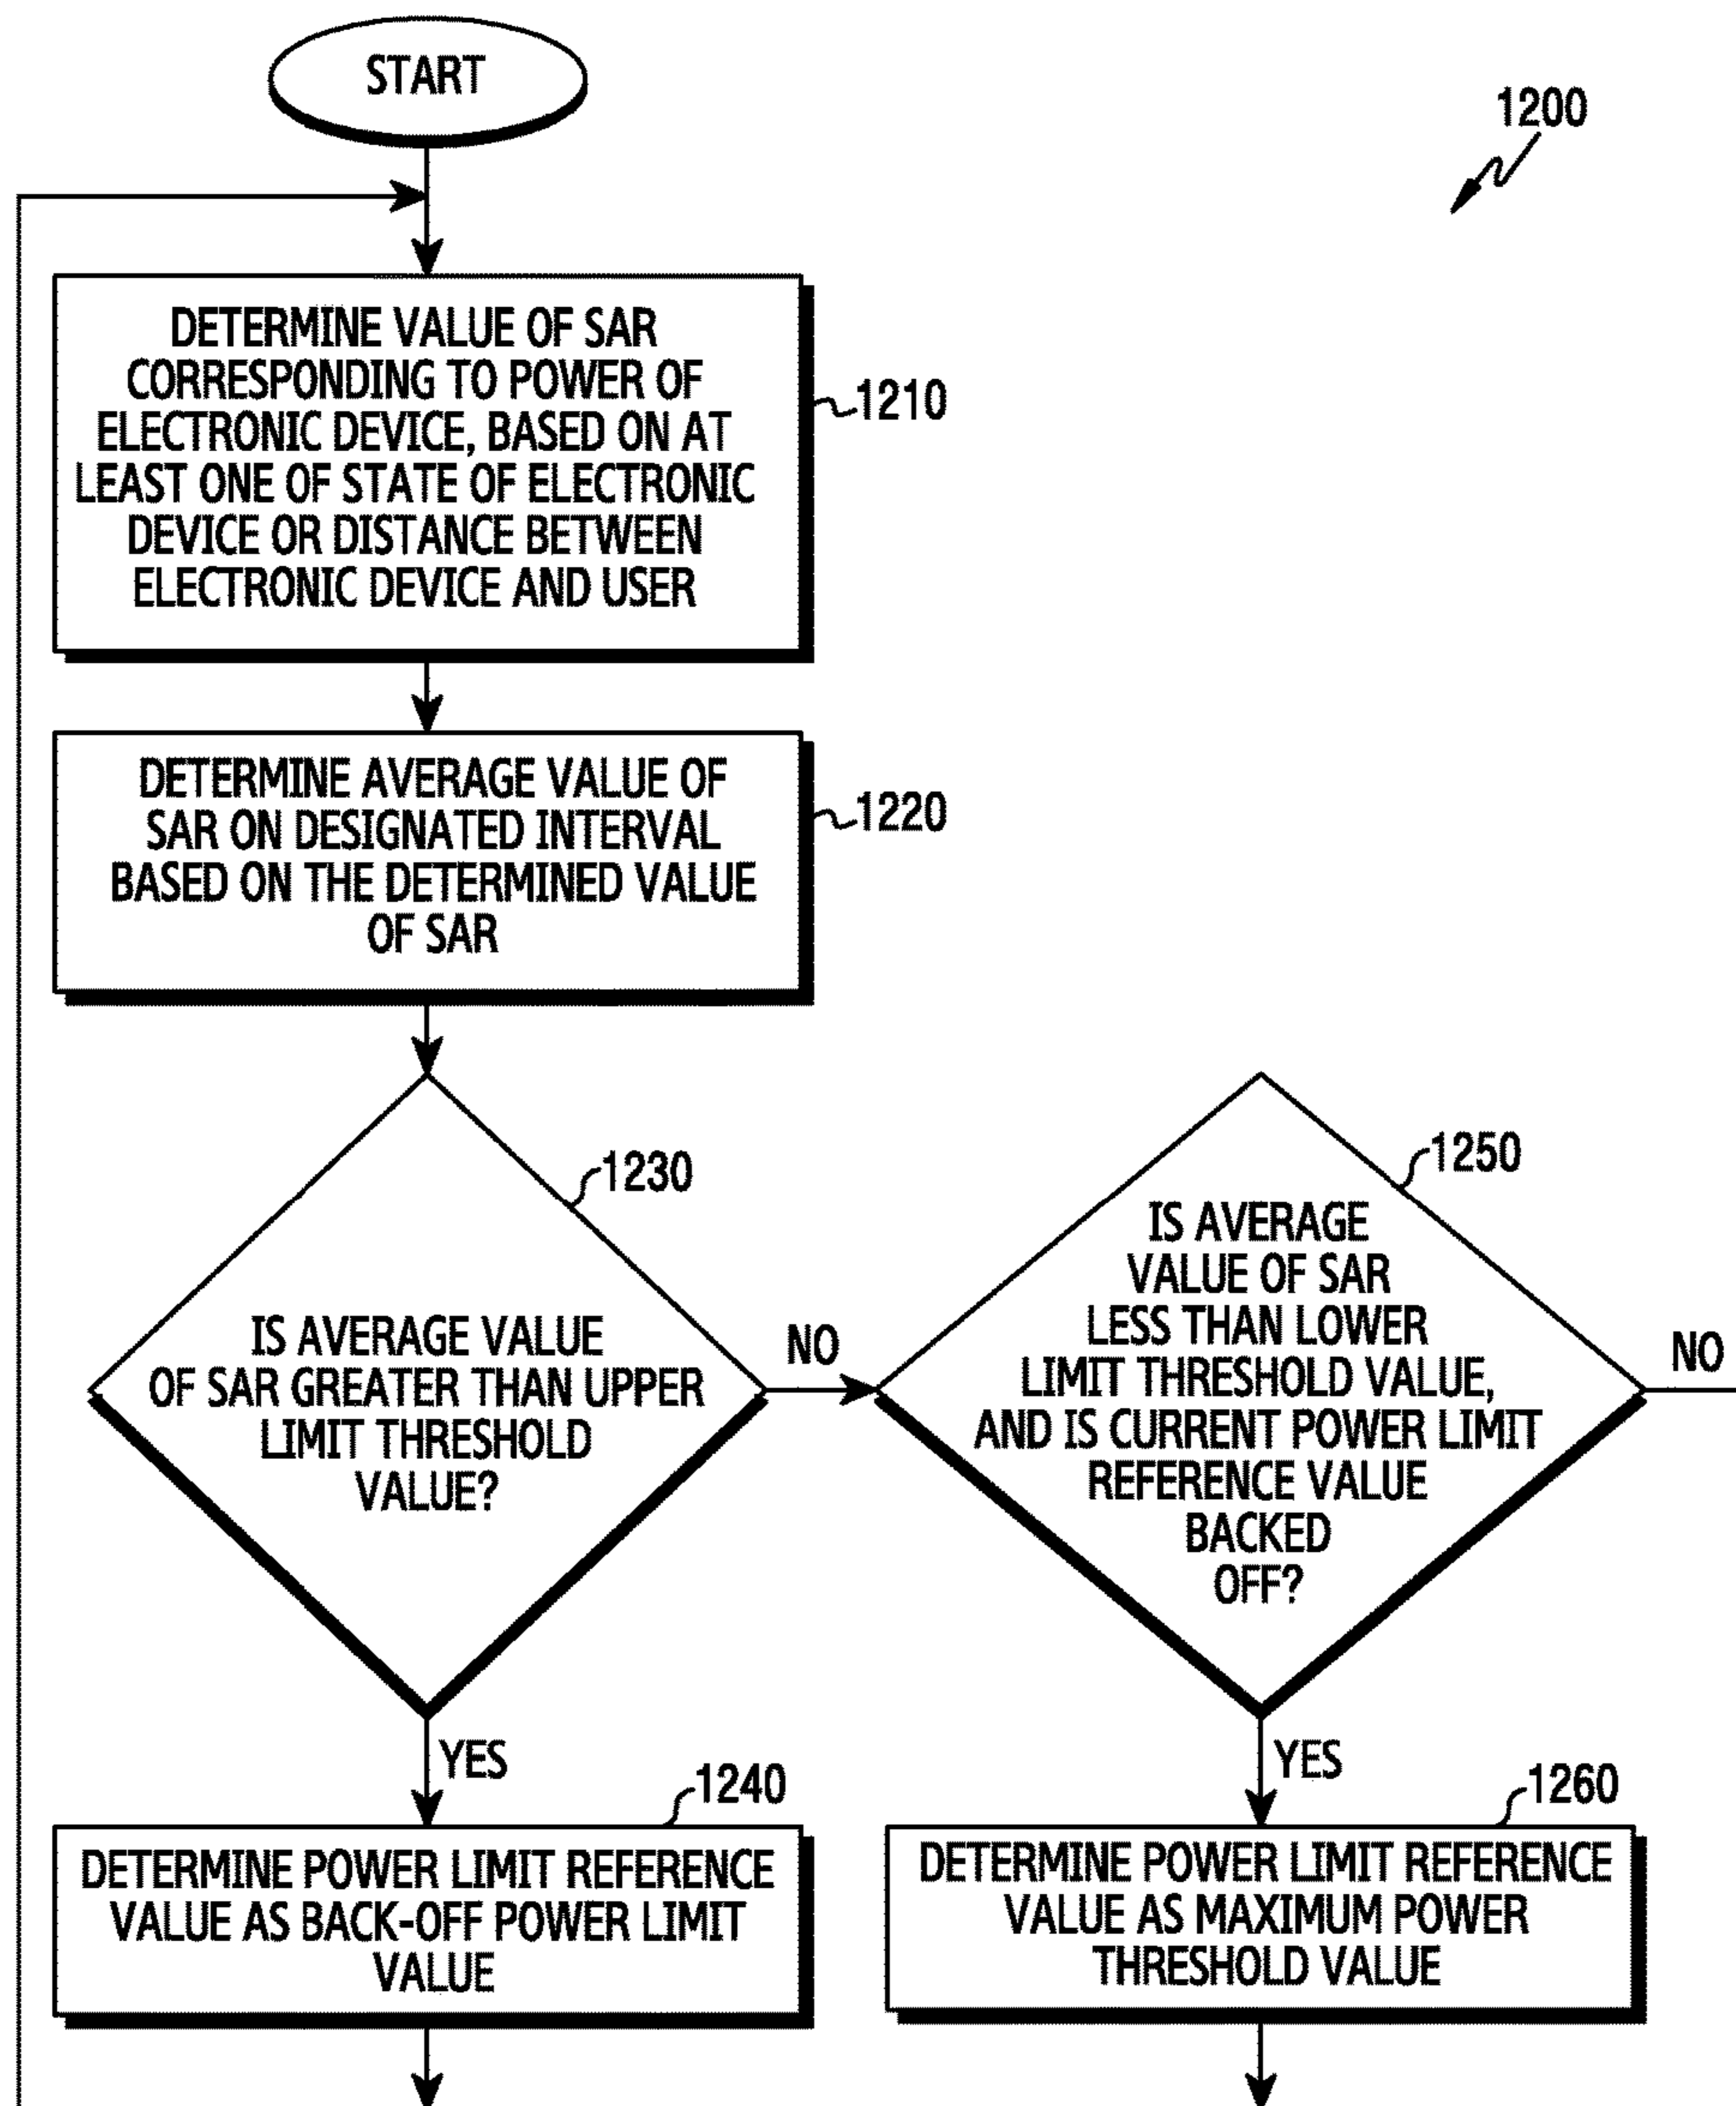 START
1200
DETERMINE VALUE OF SAR
CORRESPONDING TO POWER OF
ELECTRONIC DEVICE, BASED ON AT
LEAST ONE OF STATE OF ELECTRONIC
DEVICE OR DISTANCE BETWEEN
ELECTRONIC DEVICE AND USER
1210
DETERMINE AVERAGE VALUE OF
SAR ON DESIGNATED INTERVAL
BASED ON THE DETERMINED VALUE
OF SAR
1220
1230
IS AVERAGE VALUE
OF SAR GREATER THAN UPPER
LIMIT THRESHOLD
VALUE?
NO
1250
IS AVERAGE
VALUE OF SAR
LESS THAN LOWER
LIMIT THRESHOLD VALUE,
AND IS CURRENT POWER LIMIT
REFERENCE VALUE
BACKED
OFF?
NO
YES
1240
DETERMINE POWER LIMIT REFERENCE
VALUE AS BACK-OFF POWER LIMIT
VALUE
YES
1260
DETERMINE POWER LIMIT REFERENCE
VALUE AS MAXIMUM POWER
THRESHOLD VALUE